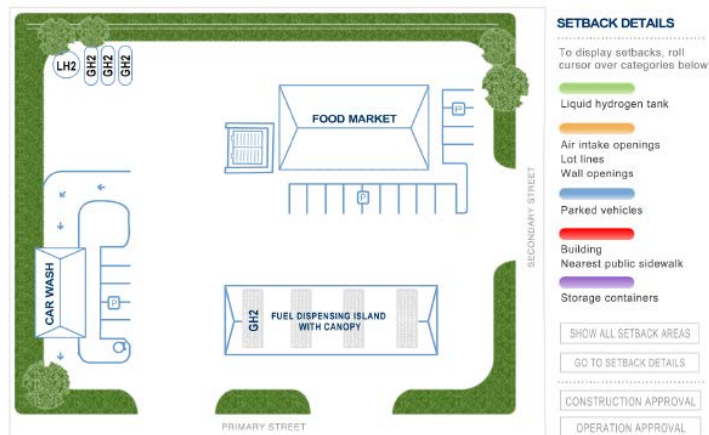 LH2
GH2
GH2
GH2
FOOD MARKET
P
P
SECONDARY STREET
CAR WASH
P
GH2
FUEL DISPENSING ISLAND
WITH CANOPY
PRIMARY STREET
SETBACK DETAILS
To display setbacks, roll
cursor over categories below
Liquid hydrogen tank
Air intake openings
Lot lines
Wall openings
Parked vehicles
Building
Nearest public sidewalk
Storage containers
SHOW ALL SETBACK AREAS
GO TO SETBACK DETAILS
CONSTRUCTION APPROVAL
OPERATION APPROVAL